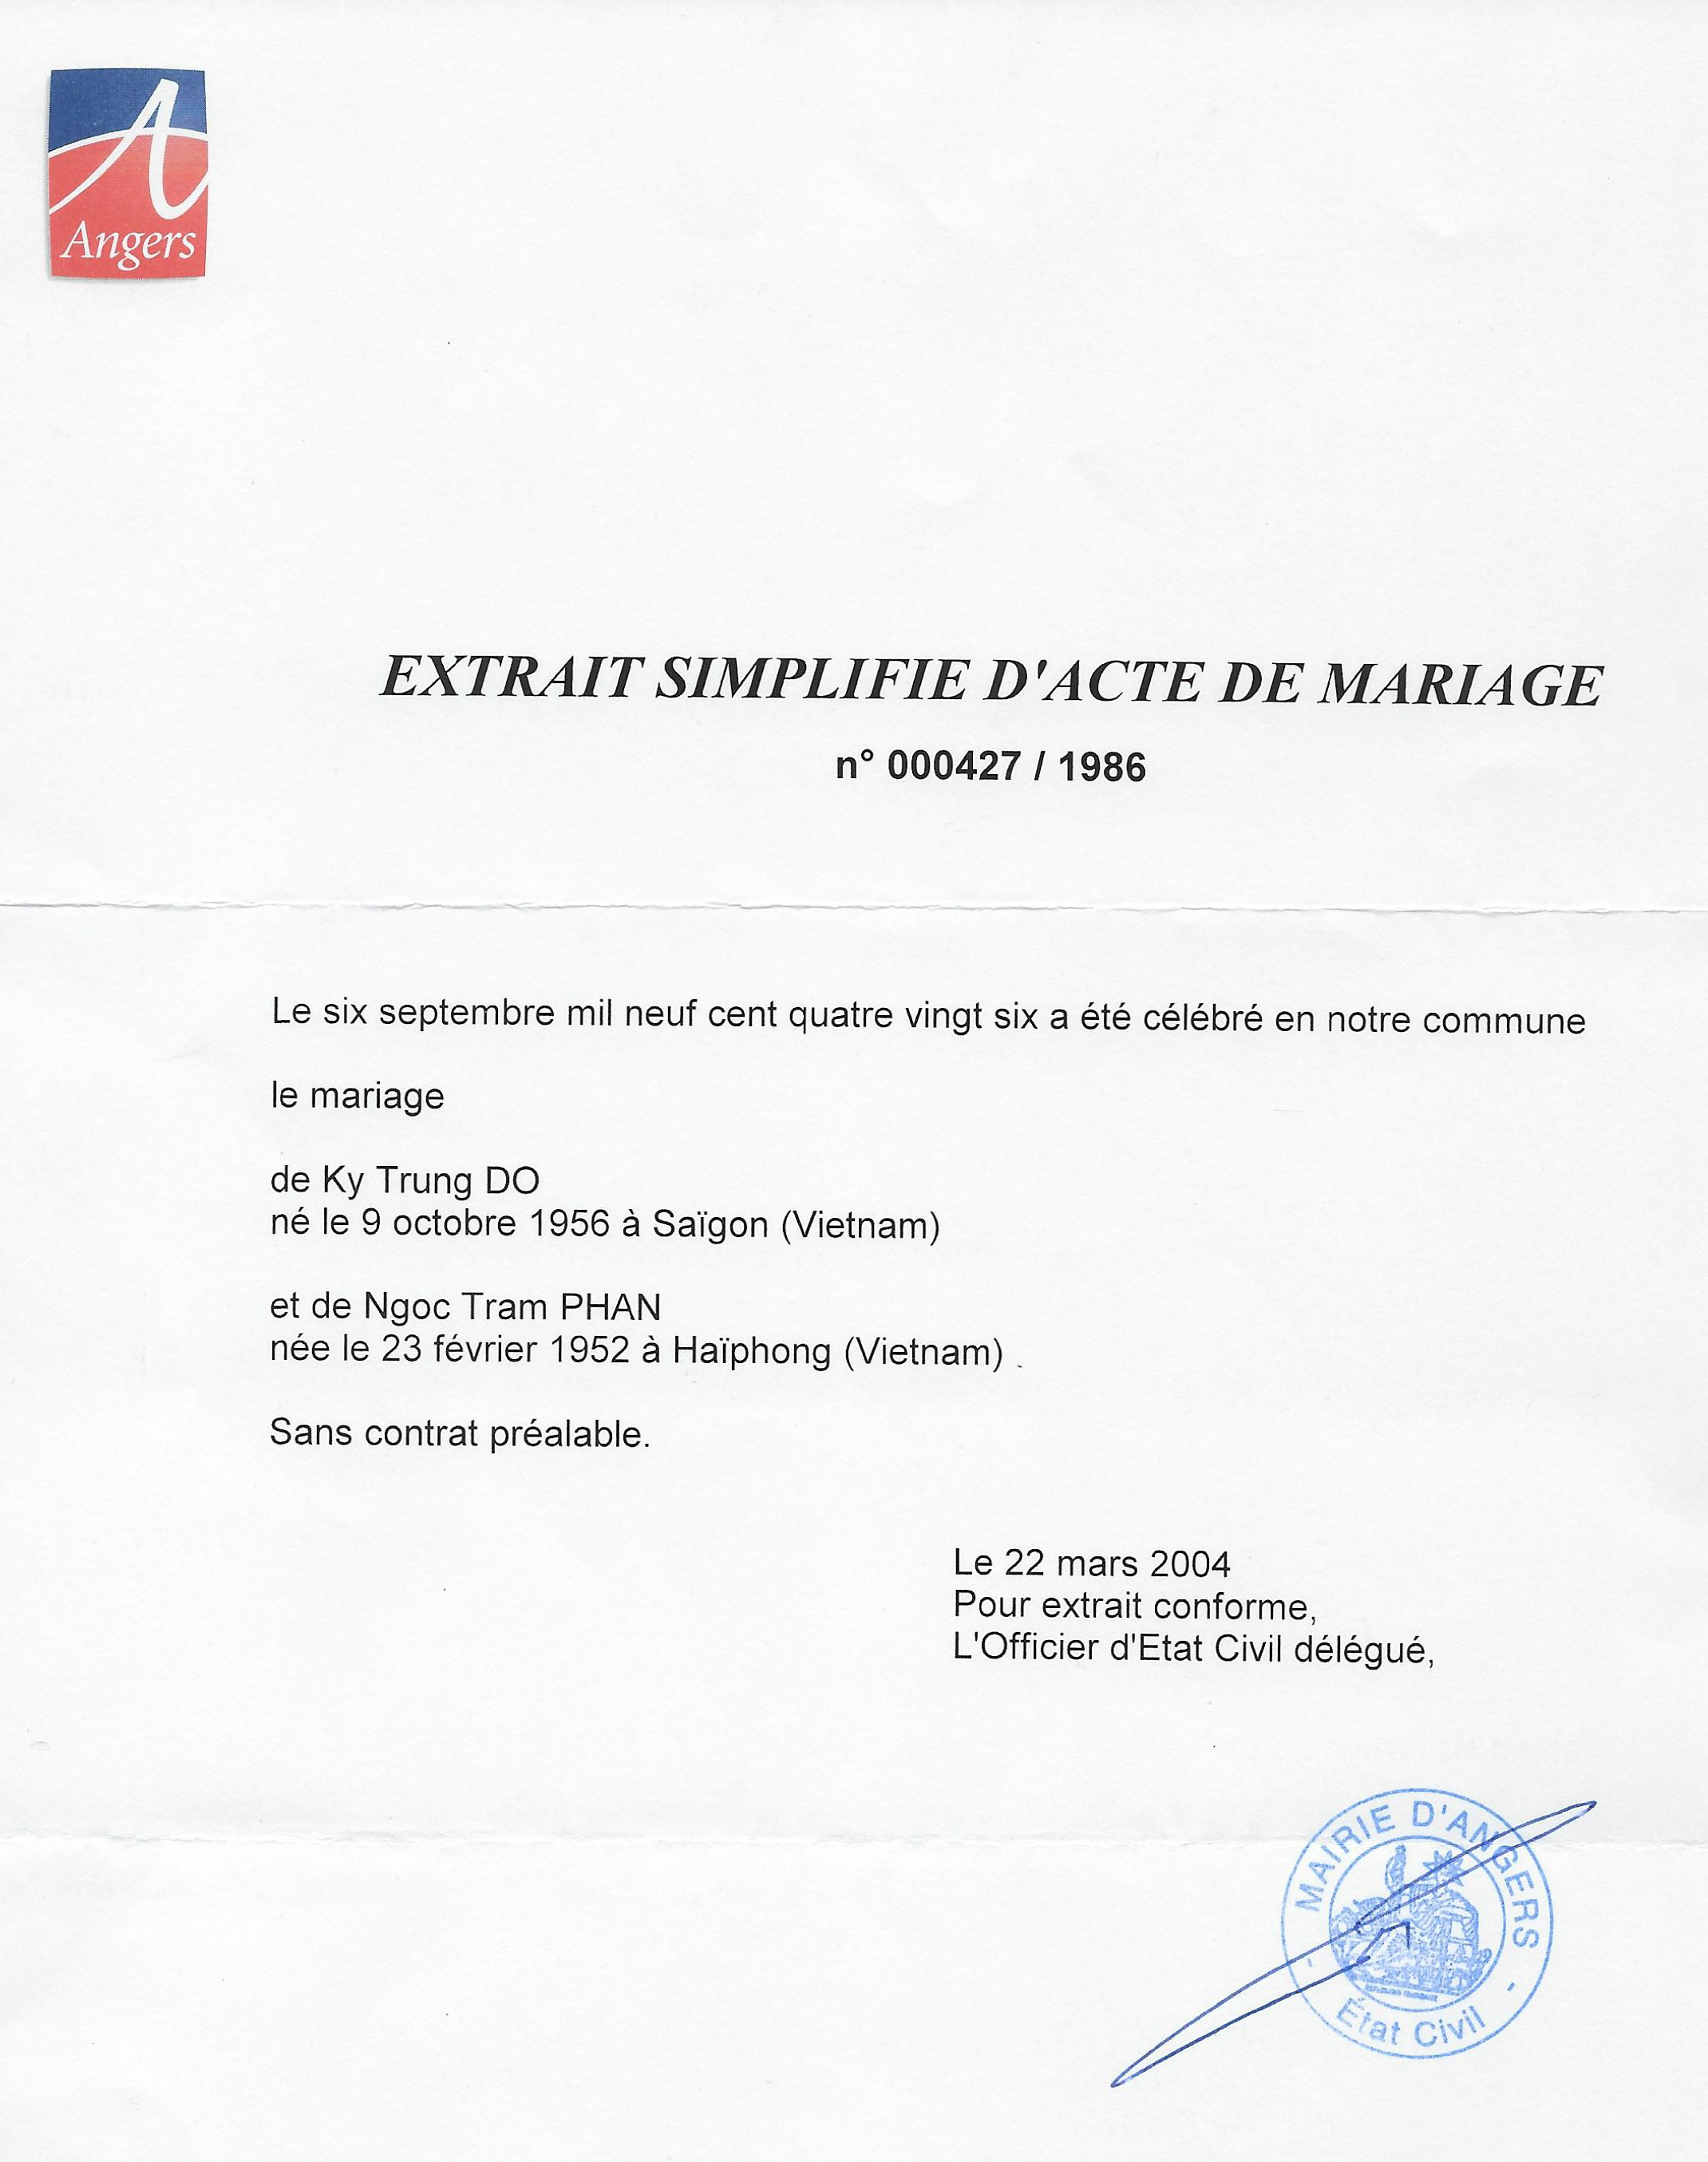 A
Angers
EXTRAIT SIMPLIFIE D'ACTE DE MARIAGE
n° 000427 / 1986
Le six septembre mil neuf cent quatre vingt six a été célébré en notre commune
le mariage
de Ky Trung DO
né le 9 octobre 1956 à Saïgon (Vietnam)
et de Ngoc Tram PHAN
née le 23 février 1952 à Haïphong (Vietnam) .
Sans contrat préalable.
Le 22 mars 2004
Pour extrait conforme,
L'Officier d'Etat Civil délégué,
MAIRIE D'ANGERS
- État Civil -